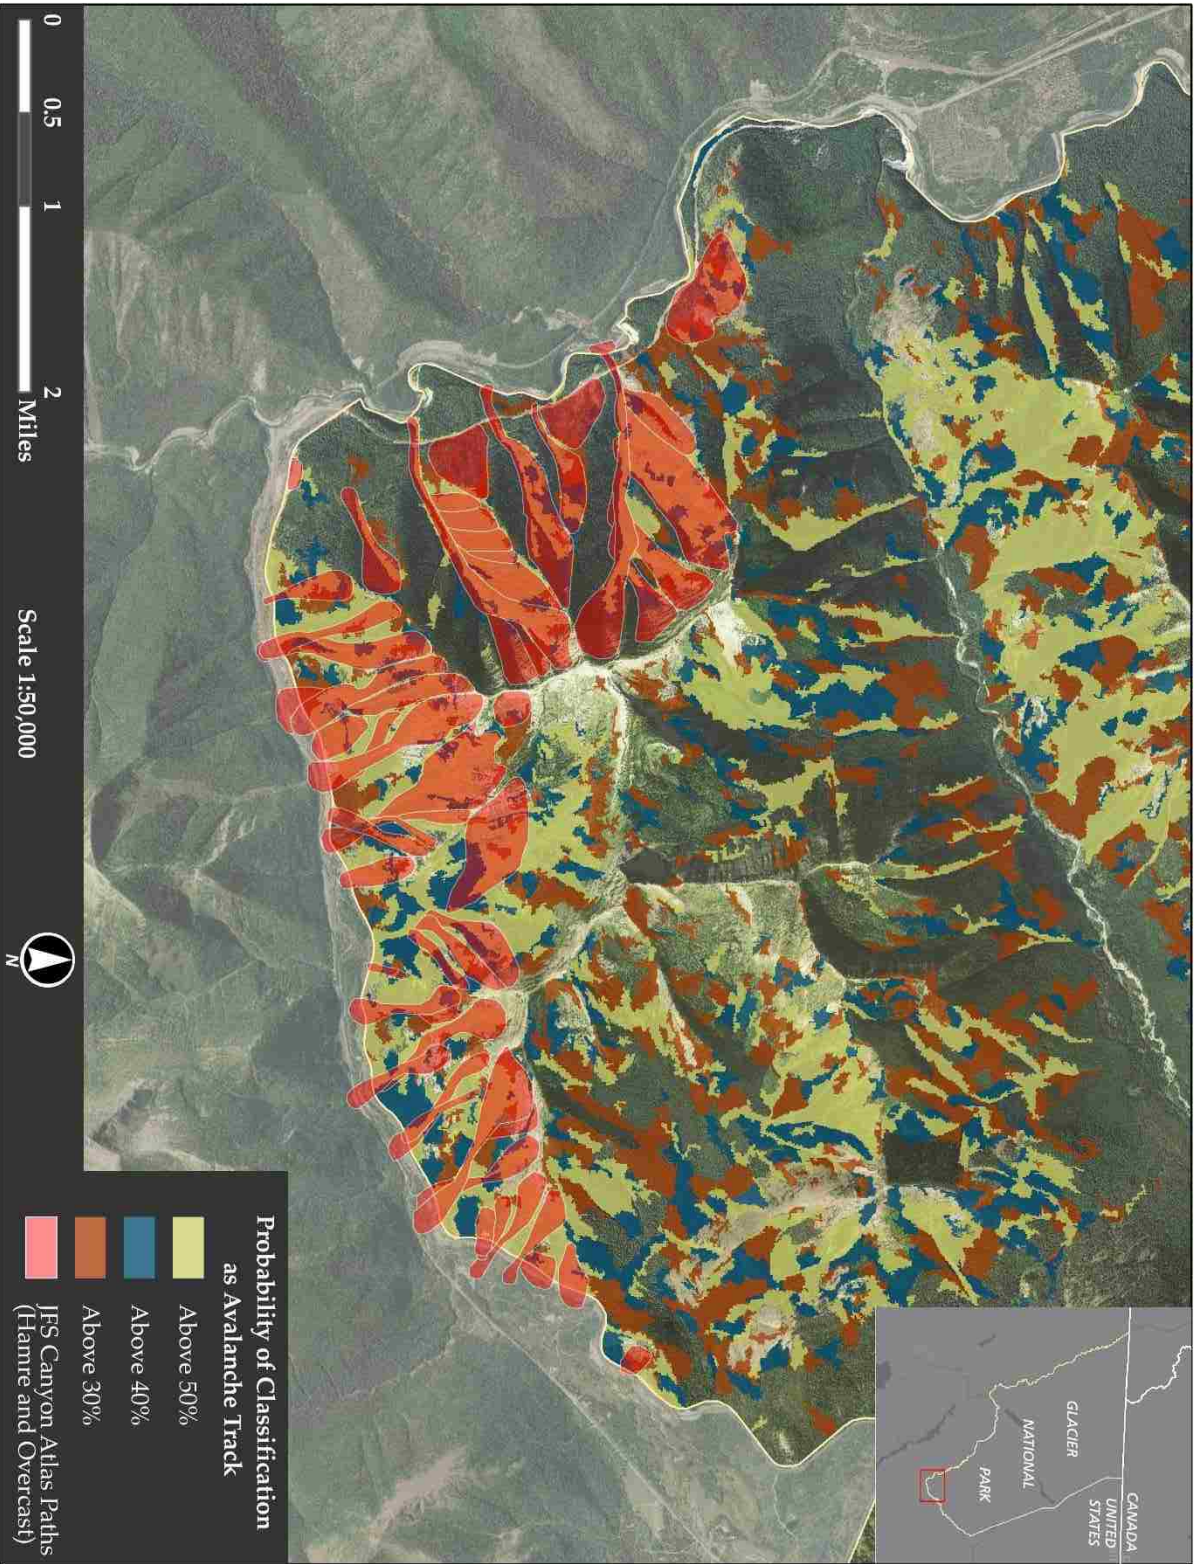 CANADA
UNITED
STATES
GLACIER
NATIONAL
PARK
Probability of Classification
as Avalanche Track
Above 50%
Above 40%
Above 30%
JFS Canyon Atlas Paths
(Hamre and Overcast)
0 0.5 1 2 Miles
Scale 1:50,000
N